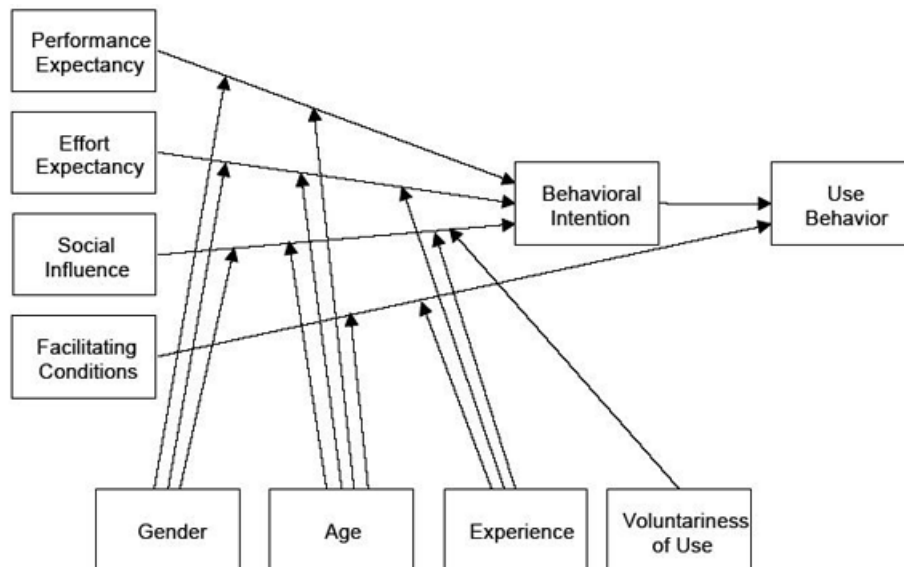 Performance
Expectancy
Effort
Expectancy
Social
Influence
Facilitating
Conditions
Behavioral
Intention
Use
Behavior
Gender
Age
Experience
Voluntariness
of Use